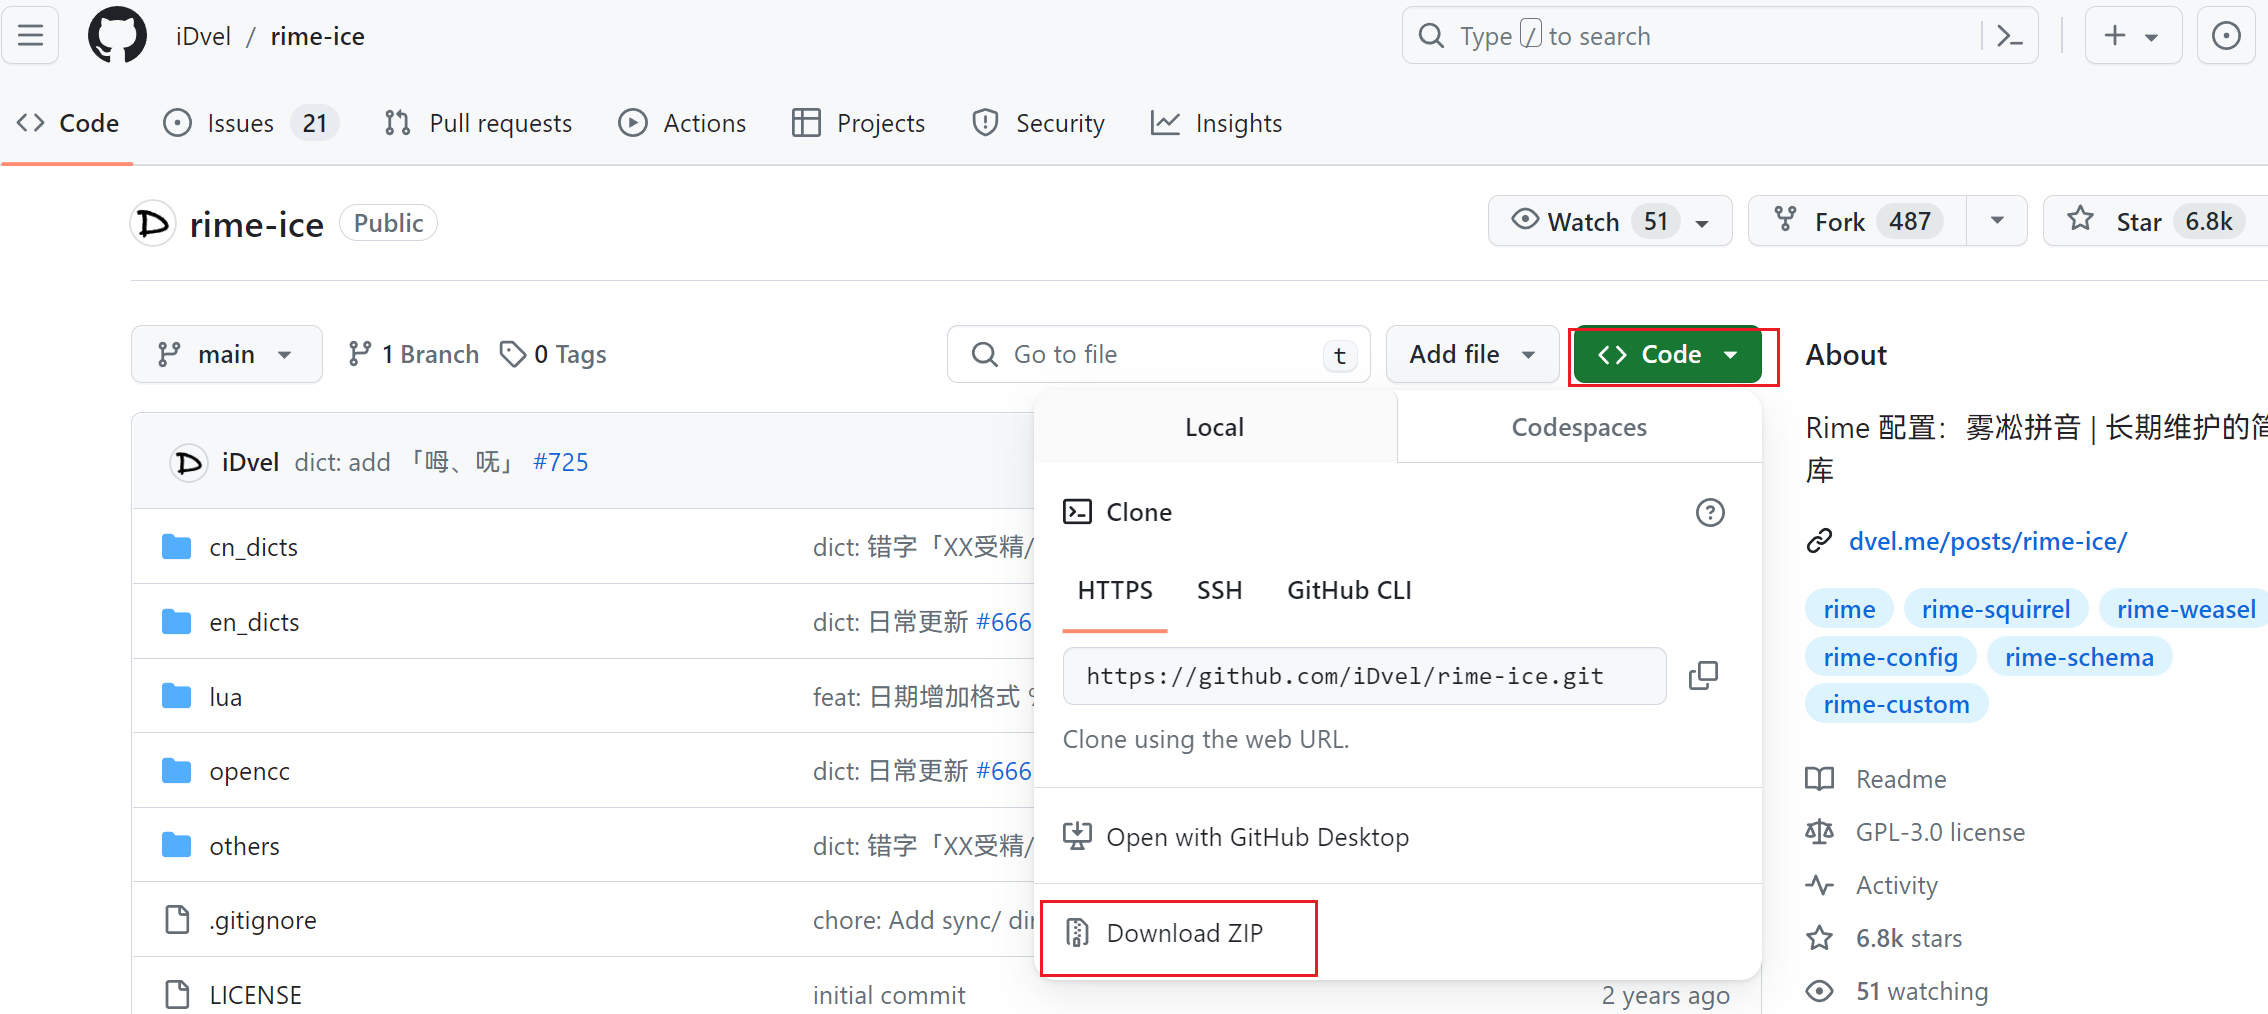 iDvel / rime-ice
Type / to search
Code
Issues 21
Pull requests
Actions
Projects
Security
Insights
rime-ice Public
Watch 51
Fork 487
Star 6.8k
main
1 Branch
0 Tags
Go to file t
Add file
Code
About
Rime 配置：雾凇拼音 | 长期维护的简
库
dvel.me/posts/rime-ice/
rime rime-squirrel rime-weasel
rime-config rime-schema
rime-custom
Readme
GPL-3.0 license
Activity
6.8k stars
51 watching
iDvel dict: add 「呣、呒」 #725
cn_dicts dict: 错字「XX受精/
en_dicts dict: 日常更新 #666
lua feat: 日期增加格式 %
opencc dict: 日常更新 #666
others dict: 错字「XX受精/
.gitignore chore: Add sync/ dir
LICENSE initial commit 2 years ago
Local Codespaces
Clone
HTTPS SSH GitHub CLI
https://github.com/iDvel/rime-ice.git
Clone using the web URL.
Open with GitHub Desktop
Download ZIP